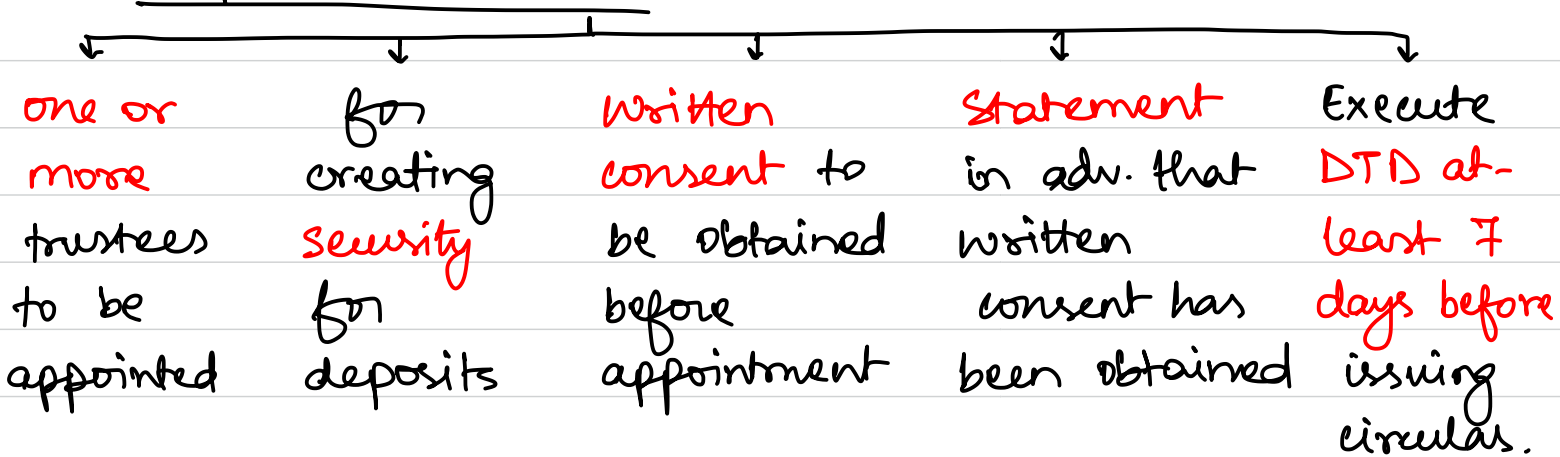 one or
more
trustees
to be
appointed
for
creating
security
for
deposits
written
consent to
be obtained
before
appointment
Statement
in adv. that
written
consent has
been obtained
Execute
DTD at-
least 7
days before
issuing
circular.